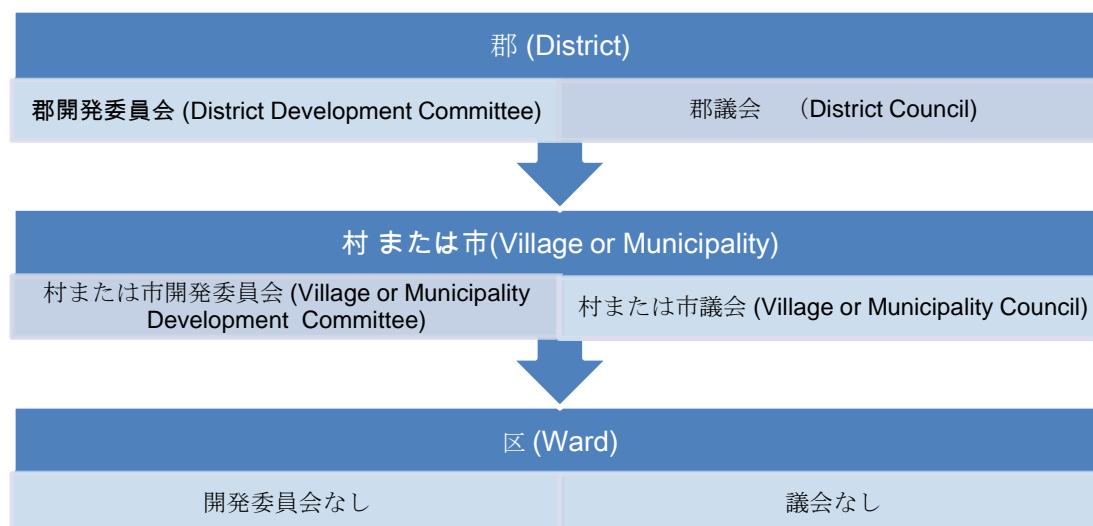 郡 (District)
郡開発委員会 (District Development Committee)
郡議会 （District Council)
村 または市(Village or Municipality)
村または市開発委員会 (Village or Municipality
Development Committee)
村または市議会 (Village or Municipality Council)
区 (Ward)
開発委員会なし
議会なし